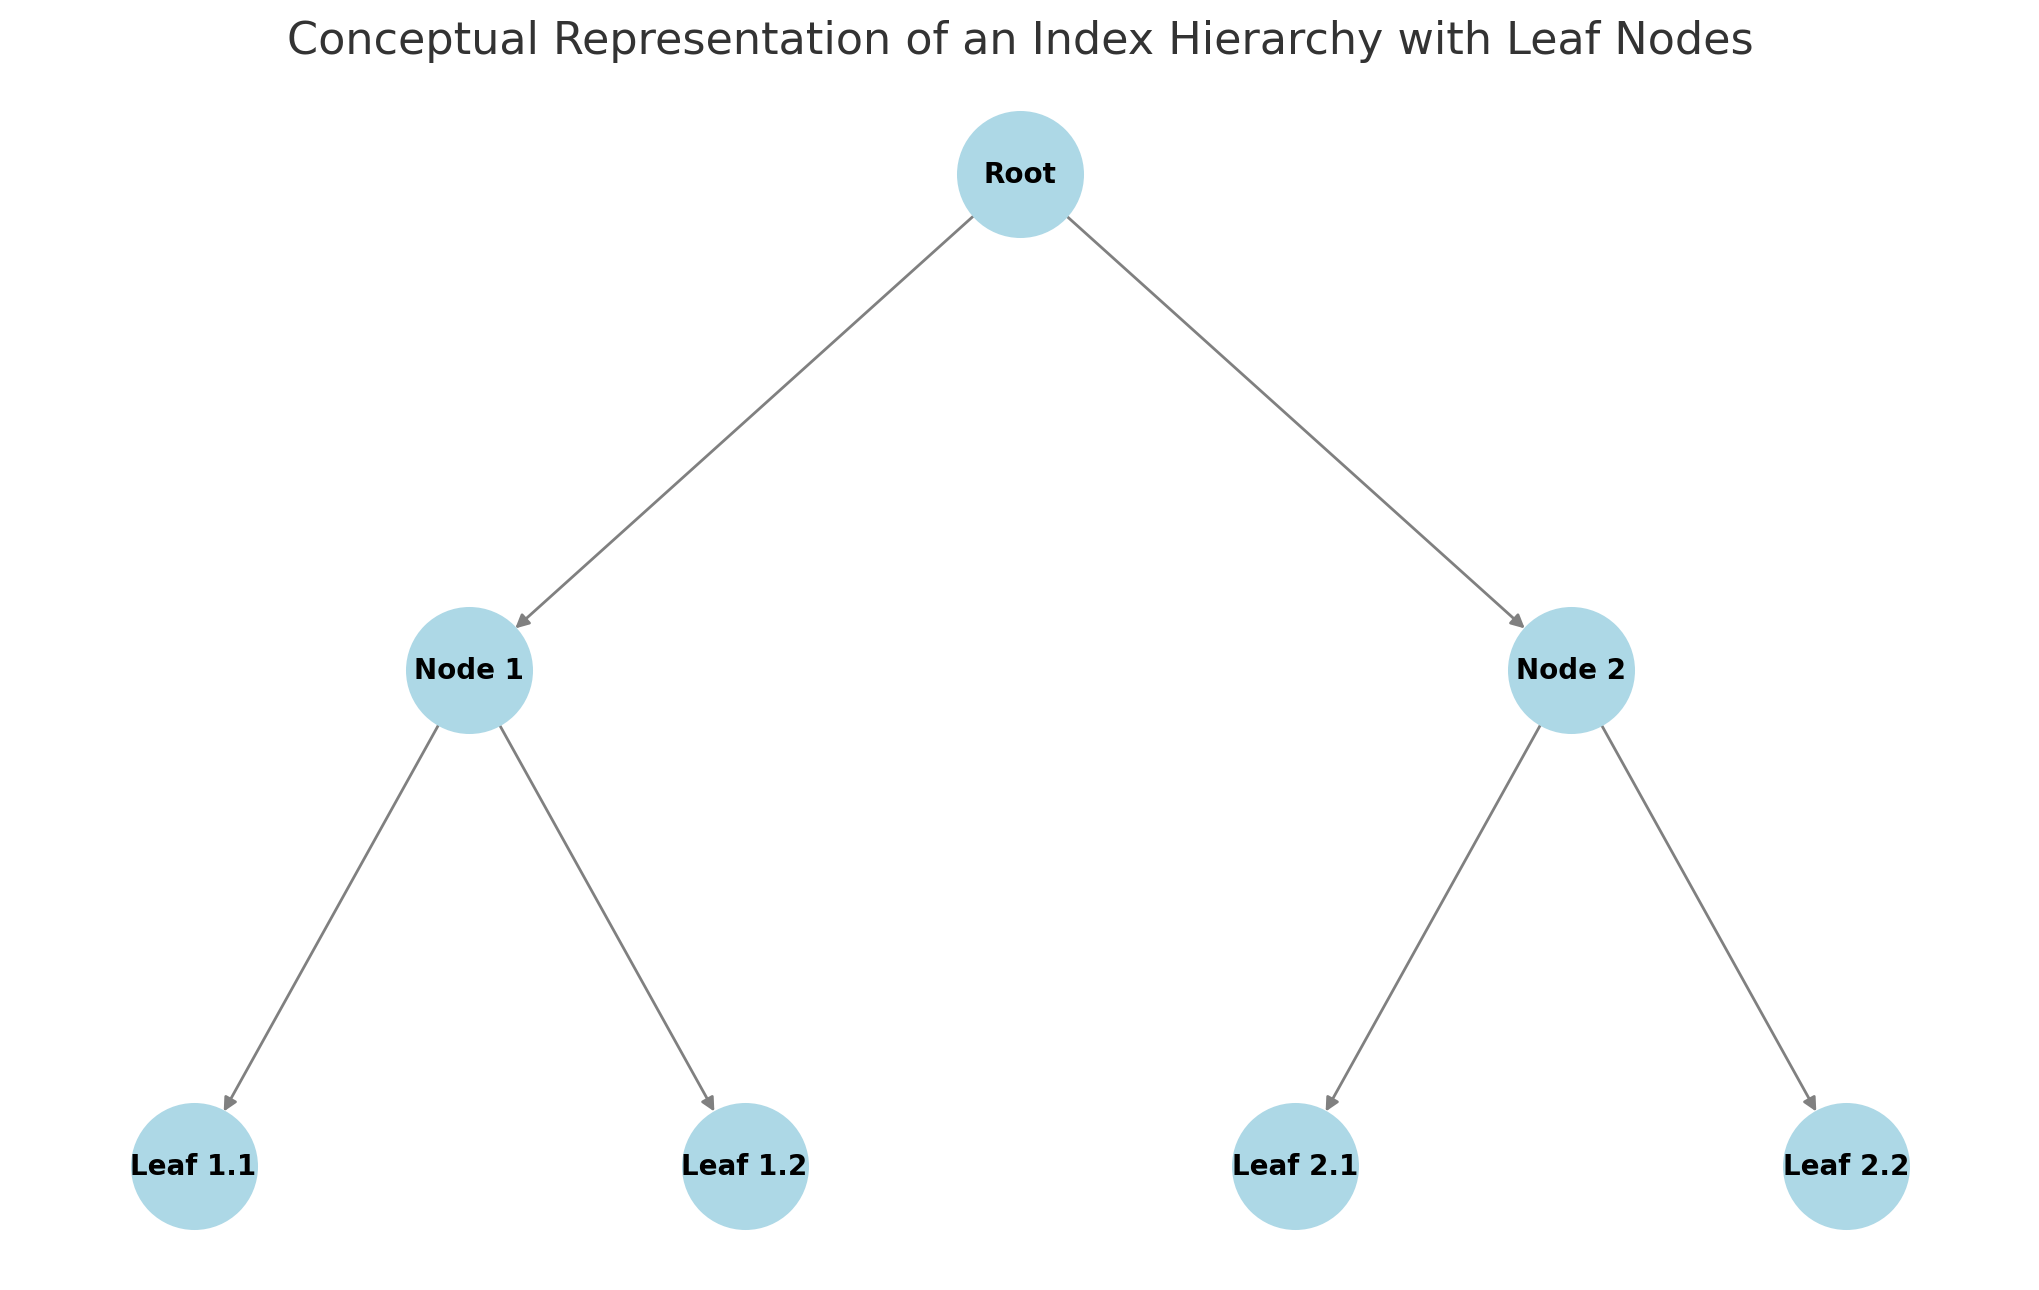 Conceptual Representation of an Index Hierarchy with Leaf Nodes
Root
Node 1
Node 2
Leaf 1.1
Leaf 1.2
Leaf 2.1
Leaf 2.2